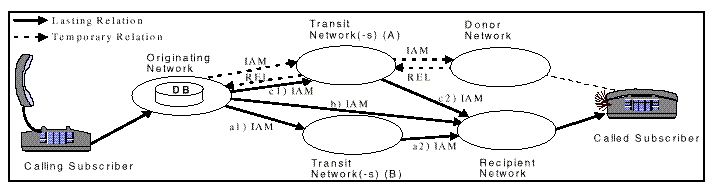 Lasting Relation
Temporary Relation
Transit
Network(-s) (A)
Donor
Network
Originating
Network
IAM
IAM
REL
REL
DB
c1) IAM
b) IAM
c2) IAM
a1) IAM
a2) IAM
Calling Subscriber
Called Subscriber
Transit
Network(-s) (B)
Recipient
Network